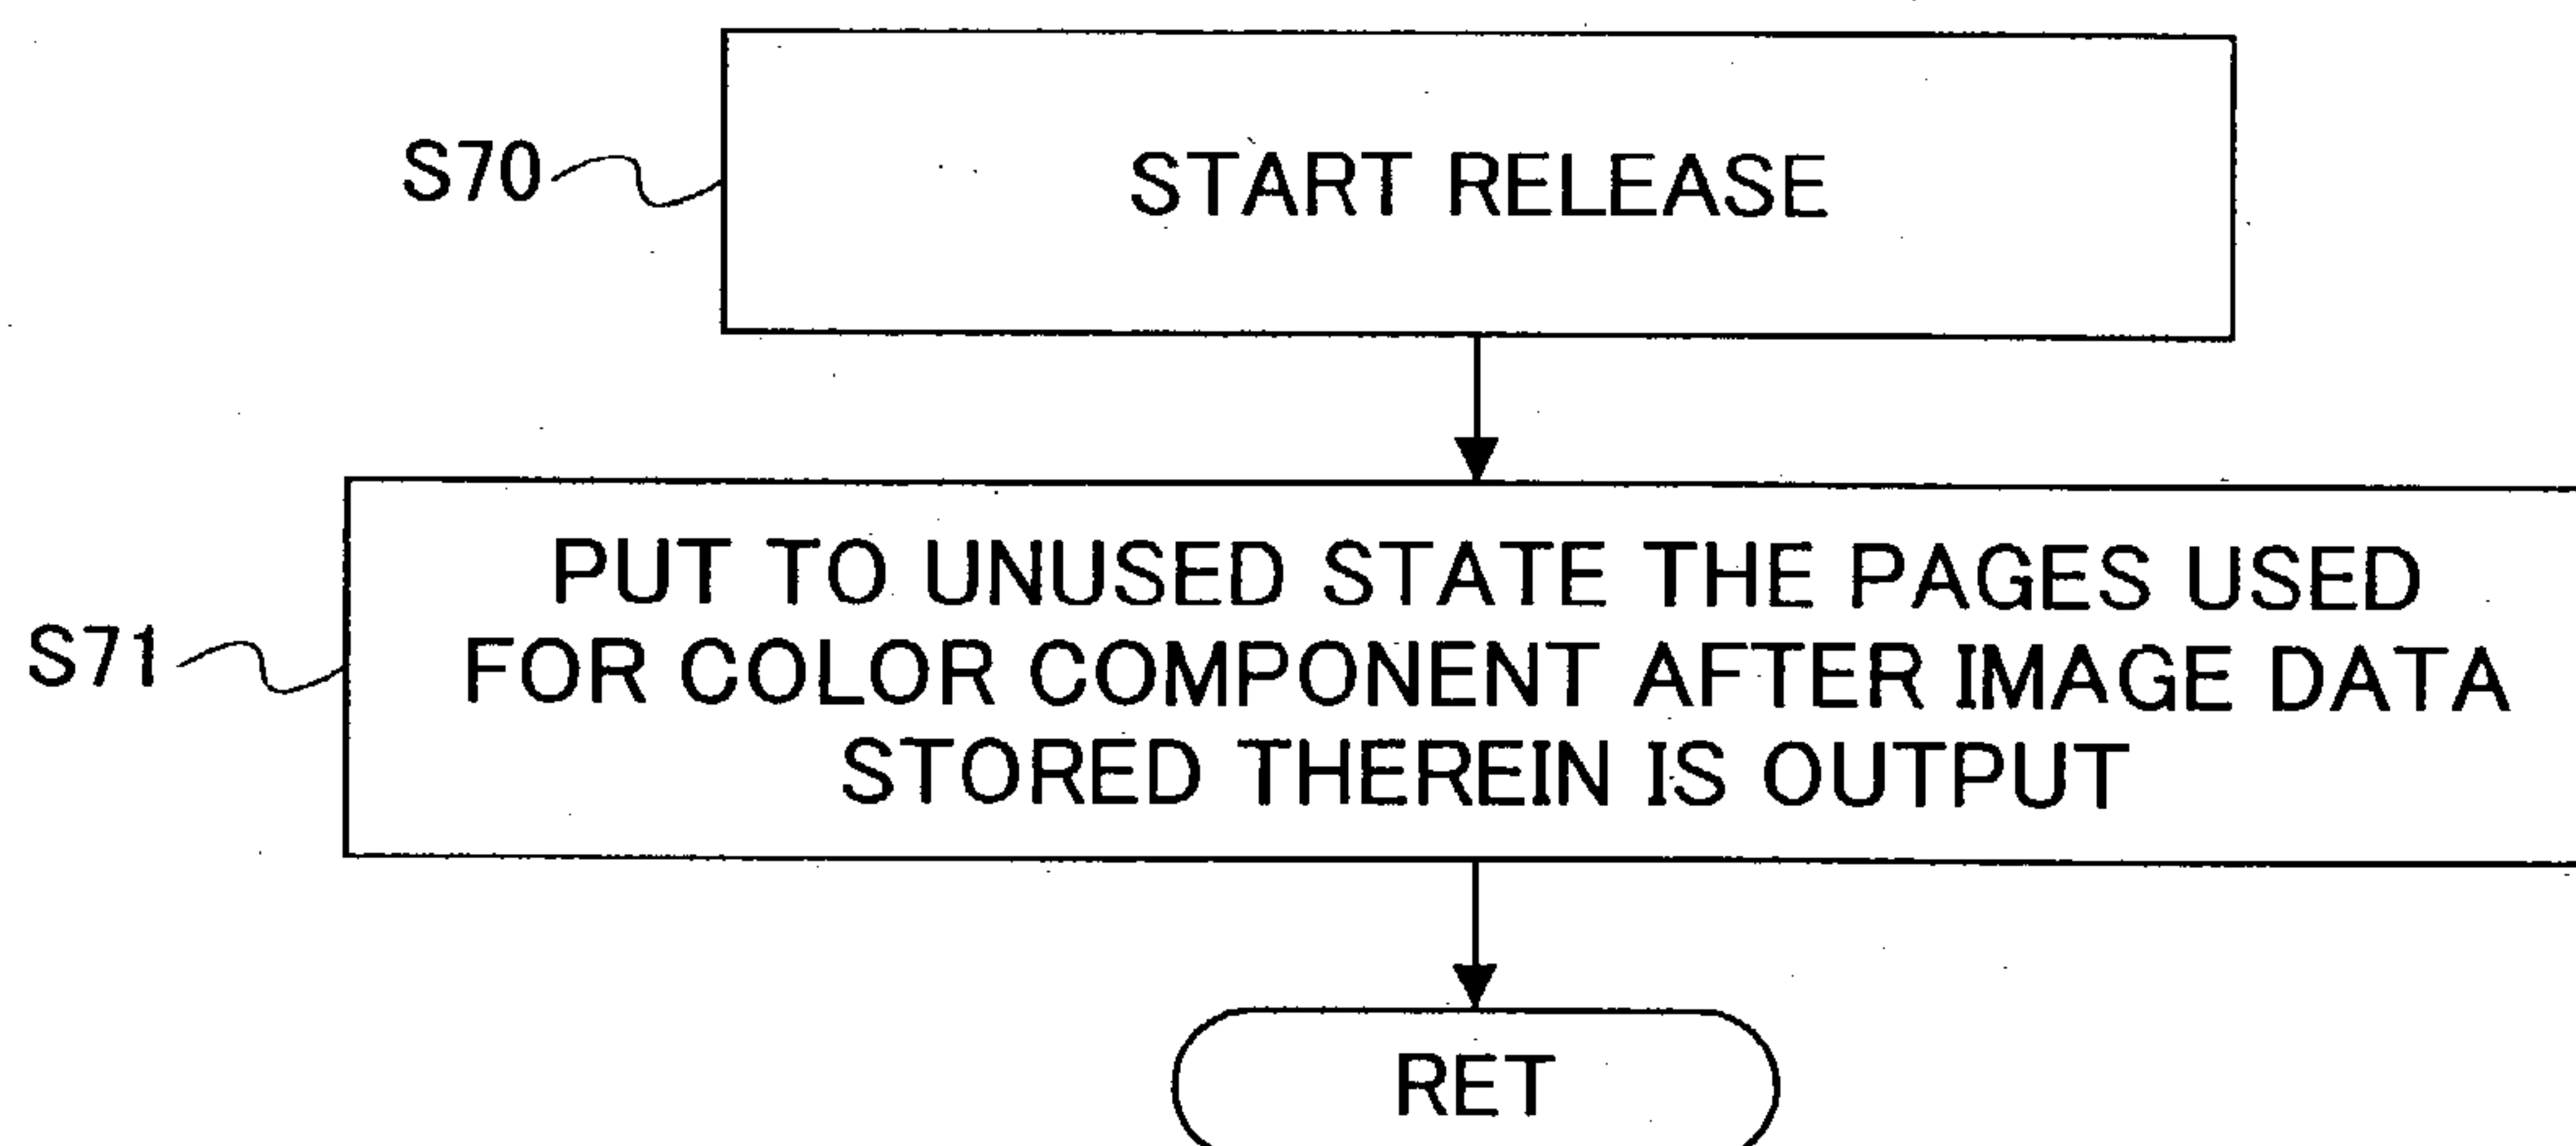 S70
START RELEASE
S71
PUT TO UNUSED STATE THE PAGES USED
FOR COLOR COMPONENT AFTER IMAGE DATA
STORED THEREIN IS OUTPUT
RET